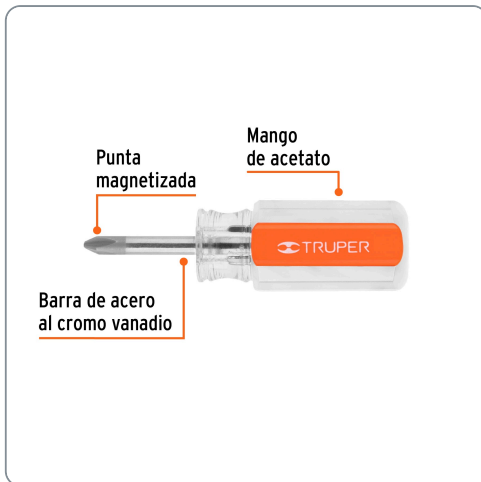 Mango
de acetato
Punta
magnetizada
TRUPER
Barra de acero
al cromo vanadio